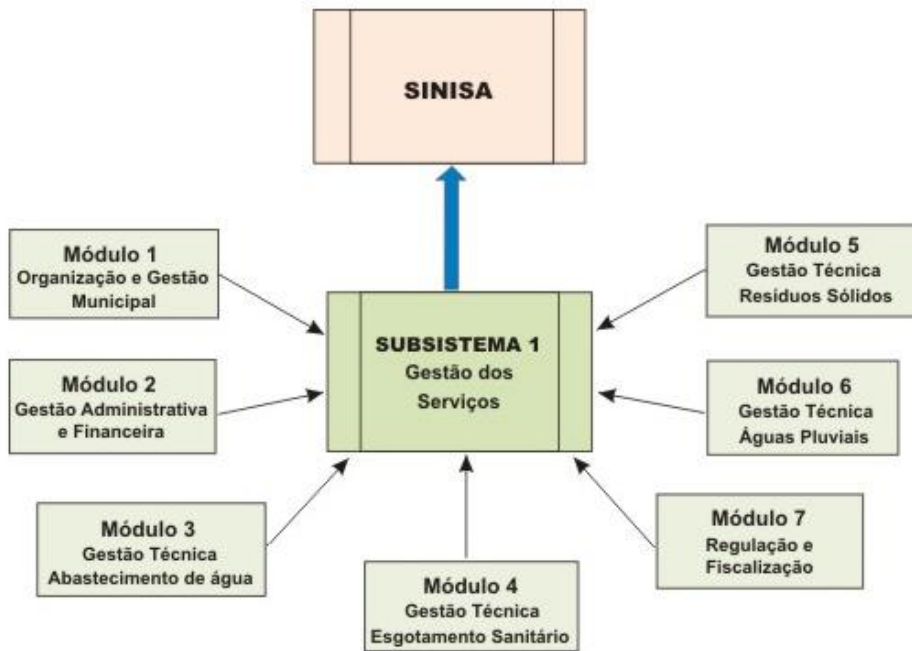 SINISA
Módulo 1
Organização e Gestão
Municipal
Módulo 2
Gestão Administrativa
e Financeira
Módulo 3
Gestão Técnica
Abastecimento de água
Módulo 4
Gestão Técnica
Esgotamento Sanitário
SUBSISTEMA 1
Gestão dos
Serviços
Módulo 5
Gestão Técnica
Resíduos Sólidos
Módulo 6
Gestão Técnica
Águas Pluviais
Módulo 7
Regulação e
Fiscalização